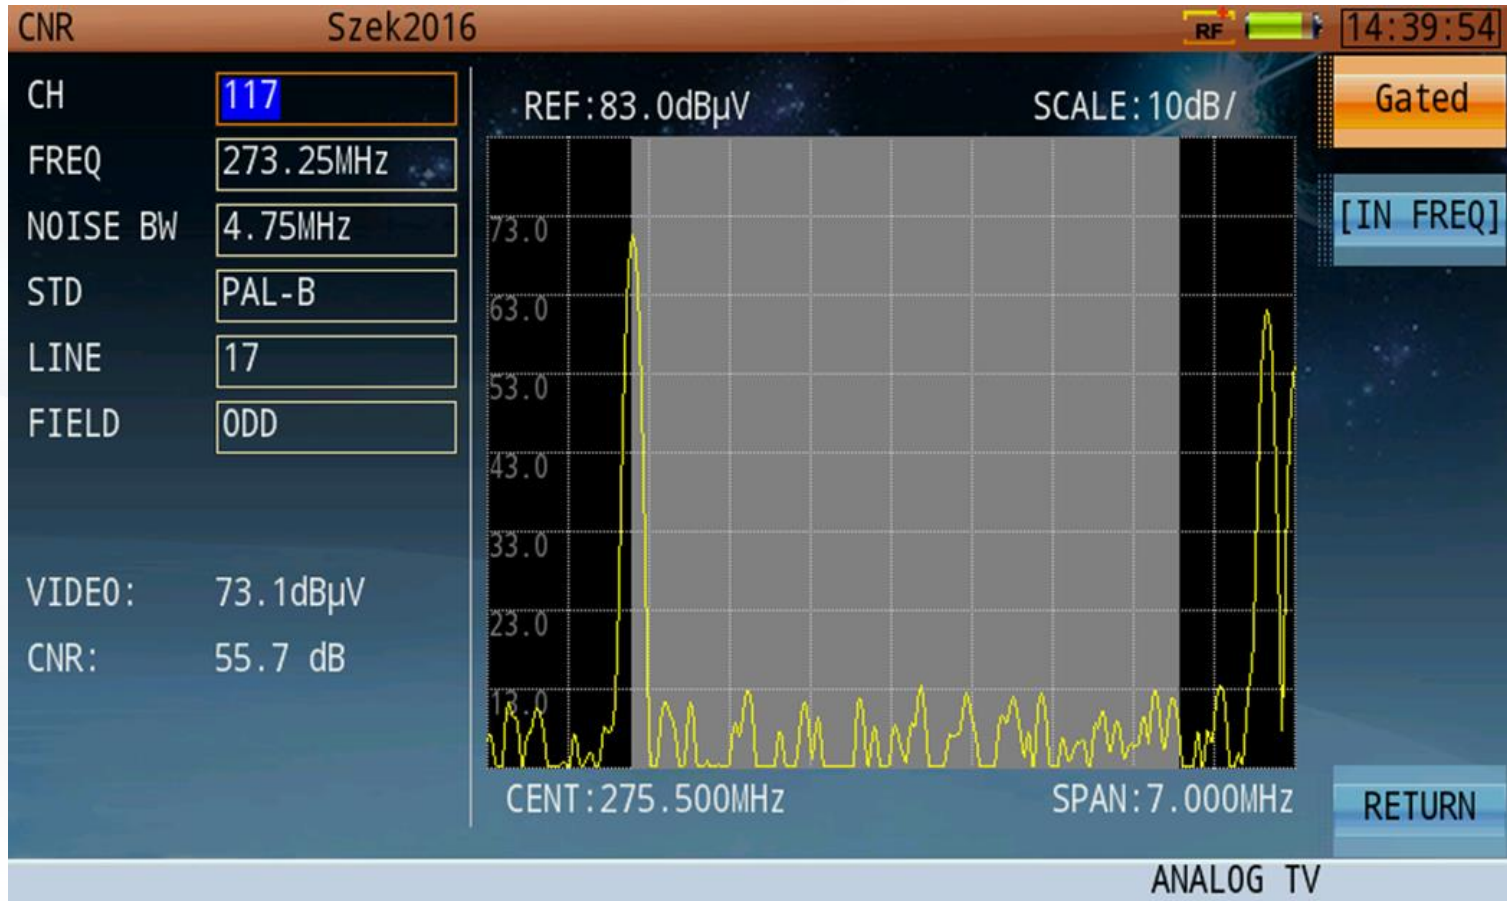 CNR Szek2016 RF 14:39:54
CH 117
FREQ 273.25MHz
NOISE BW 4.75MHz
STD PAL-B
LINE 17
FIELD ODD
VIDEO: 73.1dBµV
CNR: 55.7 dB
REF:83.0dBµV SCALE:10dB/
73.0
63.0
53.0
43.0
33.0
23.0
13.0
CENT:275.500MHz SPAN:7.000MHz
Gated
[IN FREQ]
RETURN
ANALOG TV